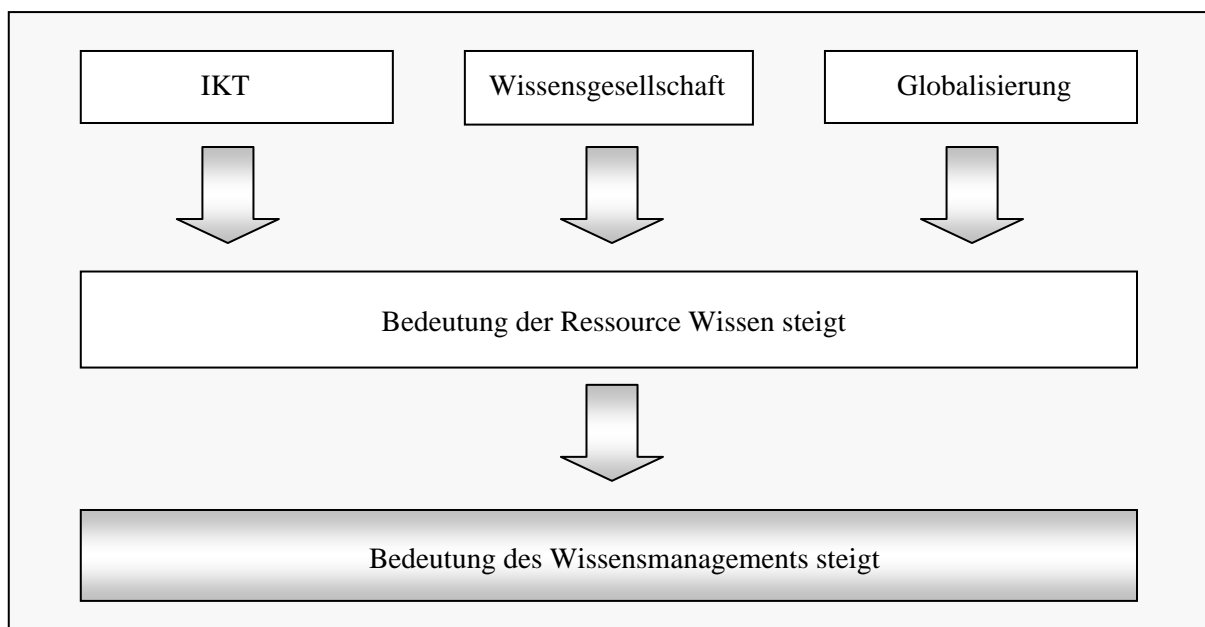 IKT
Wissensgesellschaft
Globalisierung
Bedeutung der Ressource Wissen steigt
Bedeutung des Wissensmanagements steigt